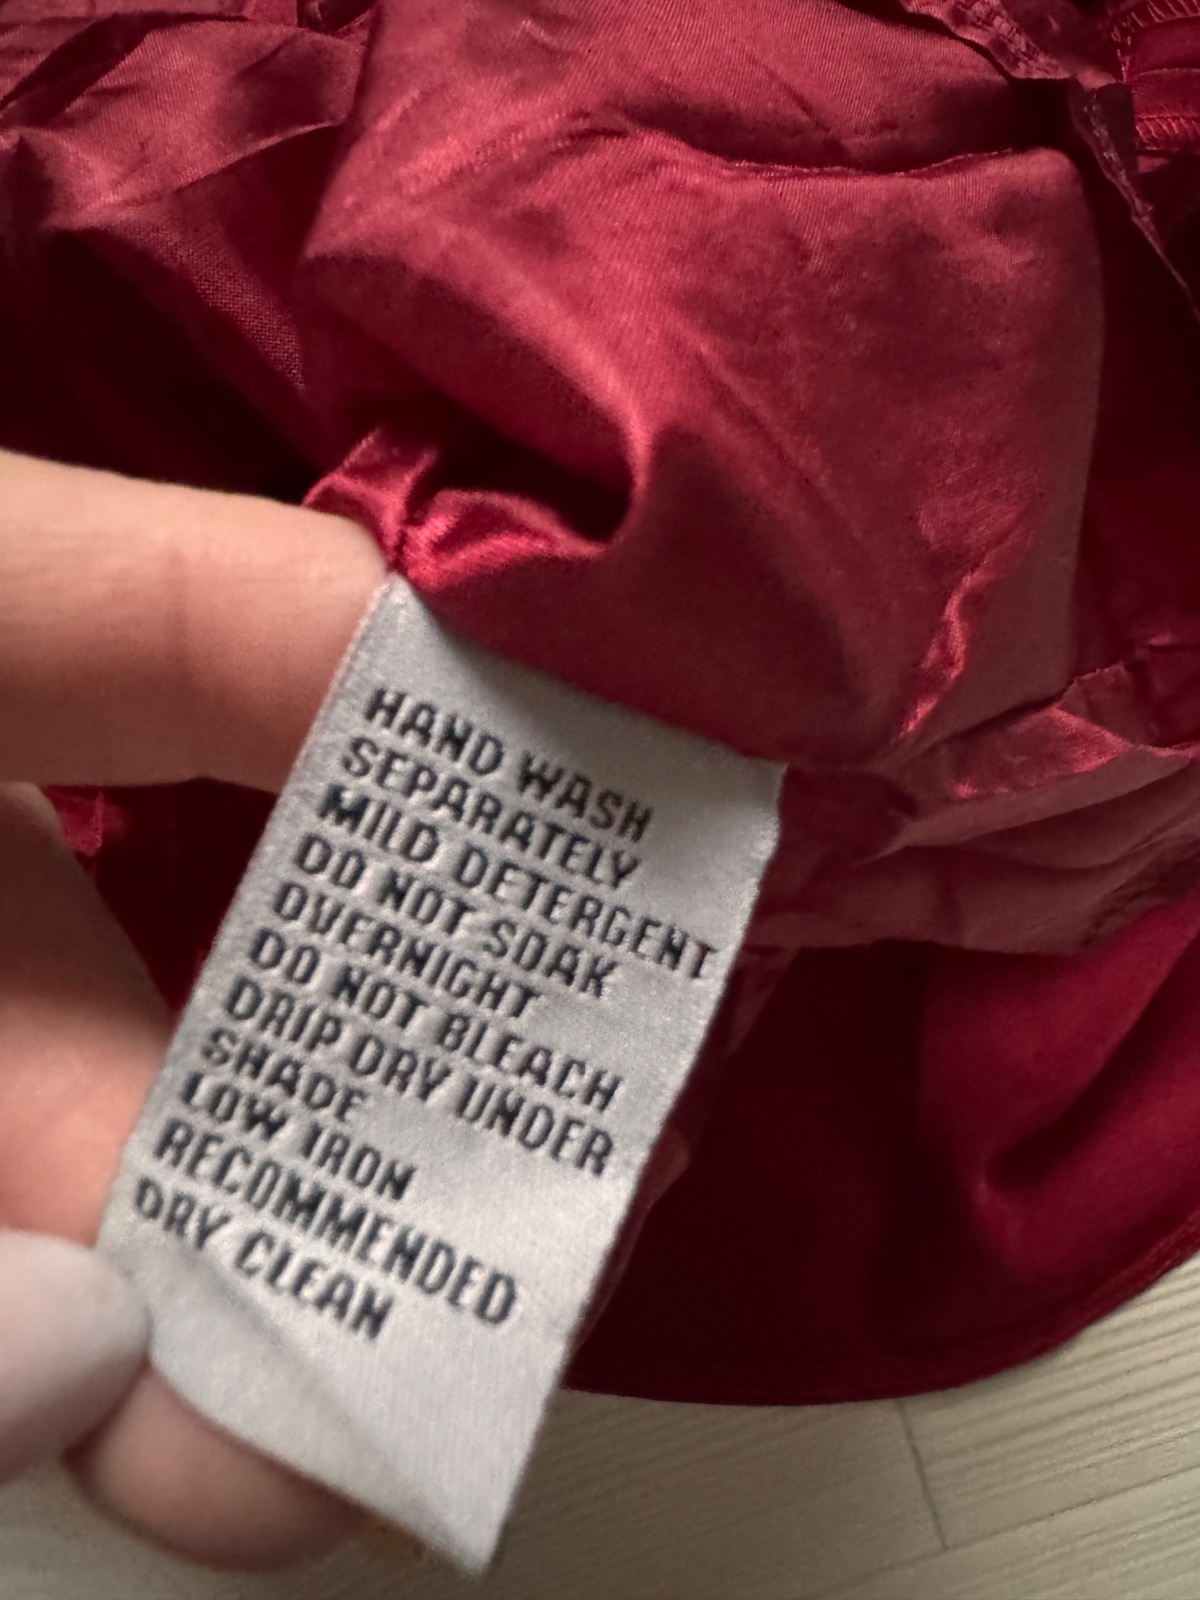 HAND WASH
SEPARATELY
MILD DETERGENT
DO NOT SOAK
OVERNIGHT
DO NOT BLEACH
DRIP DRY UNDER
SHADE
LOW IRON
RECOMMENDED
DRY CLEAN